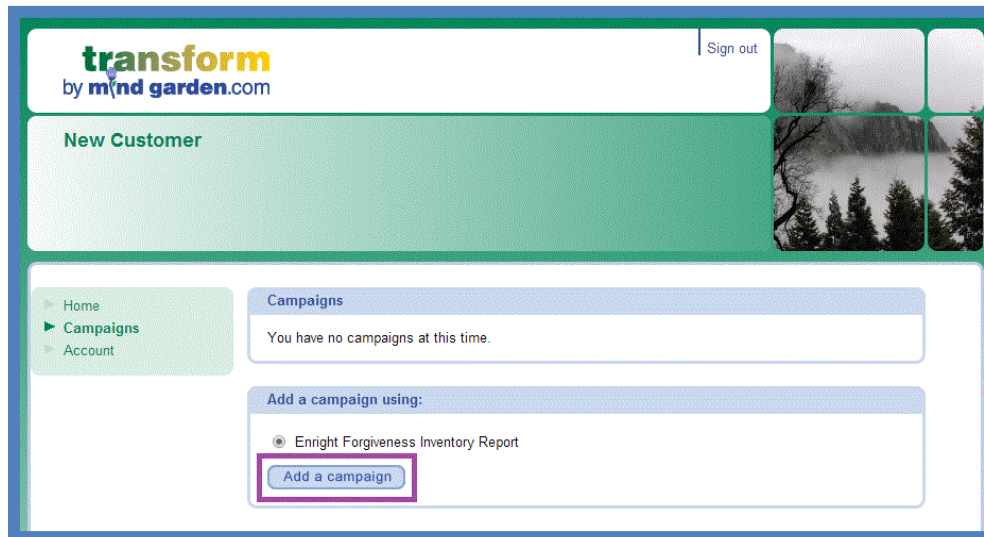 transform
by mind garden.com
Sign out
New Customer
Home
Campaigns
Account
Campaigns
You have no campaigns at this time.
Add a campaign using:
Enright Forgiveness Inventory Report
Add a campaign